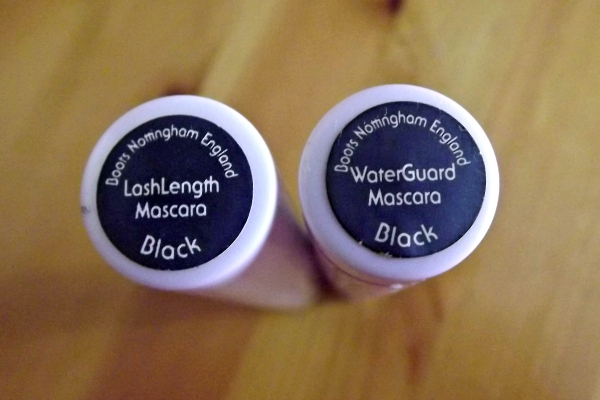 Boots Nottingham England
LashLength
Mascara
Black
Boots Nottingham England
WaterGuard
Mascara
Black